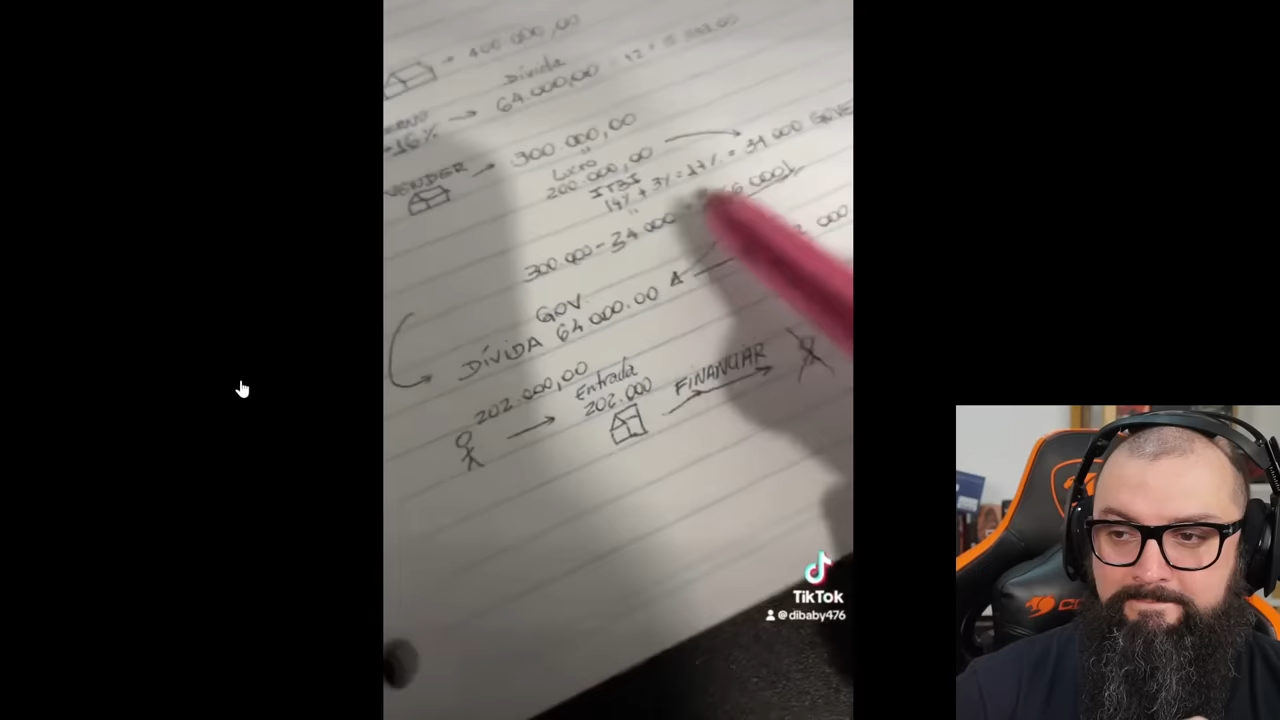 = 400 000,00
Dívida
-16% → 64.000,00 - 12 =
VENDER → 300.000,00
Lucro
200.000,00
ITBI
14% + 3% = 17% = 34 000 GOVE
300.000 - 34 000
GOV.
DÍVIDA 64 000.00
202.000,00
Entrada
202.000
FINANCIAR
TikTok
@dibaby476